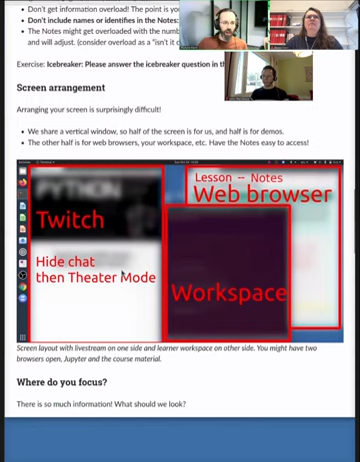 Don't get information overload! The point is yo
Don't include names or identities in the Notes:
The Notes might get overloaded with the numb
and will adjust. (consider overload as a "isn't it c
Exercise: Icebreaker: Please answer the icebreaker question in th
Screen arrangement
Arranging your screen is surprisingly difficult!
We share a vertical window, so half of the screen is for us, and half is for demos.
The other half is for web browsers, your workspace, etc. Have the Notes easy to access!
PYTHON
Lesson -- Notes
Web browser
Twitch
Hide chat
then Theater Mode
Workspace
Screen layout with livestream on one side and learner workspace on other side. You might have two
browsers open, Jupyter and the course material.
Where do you focus?
There is so much information! What should we look?